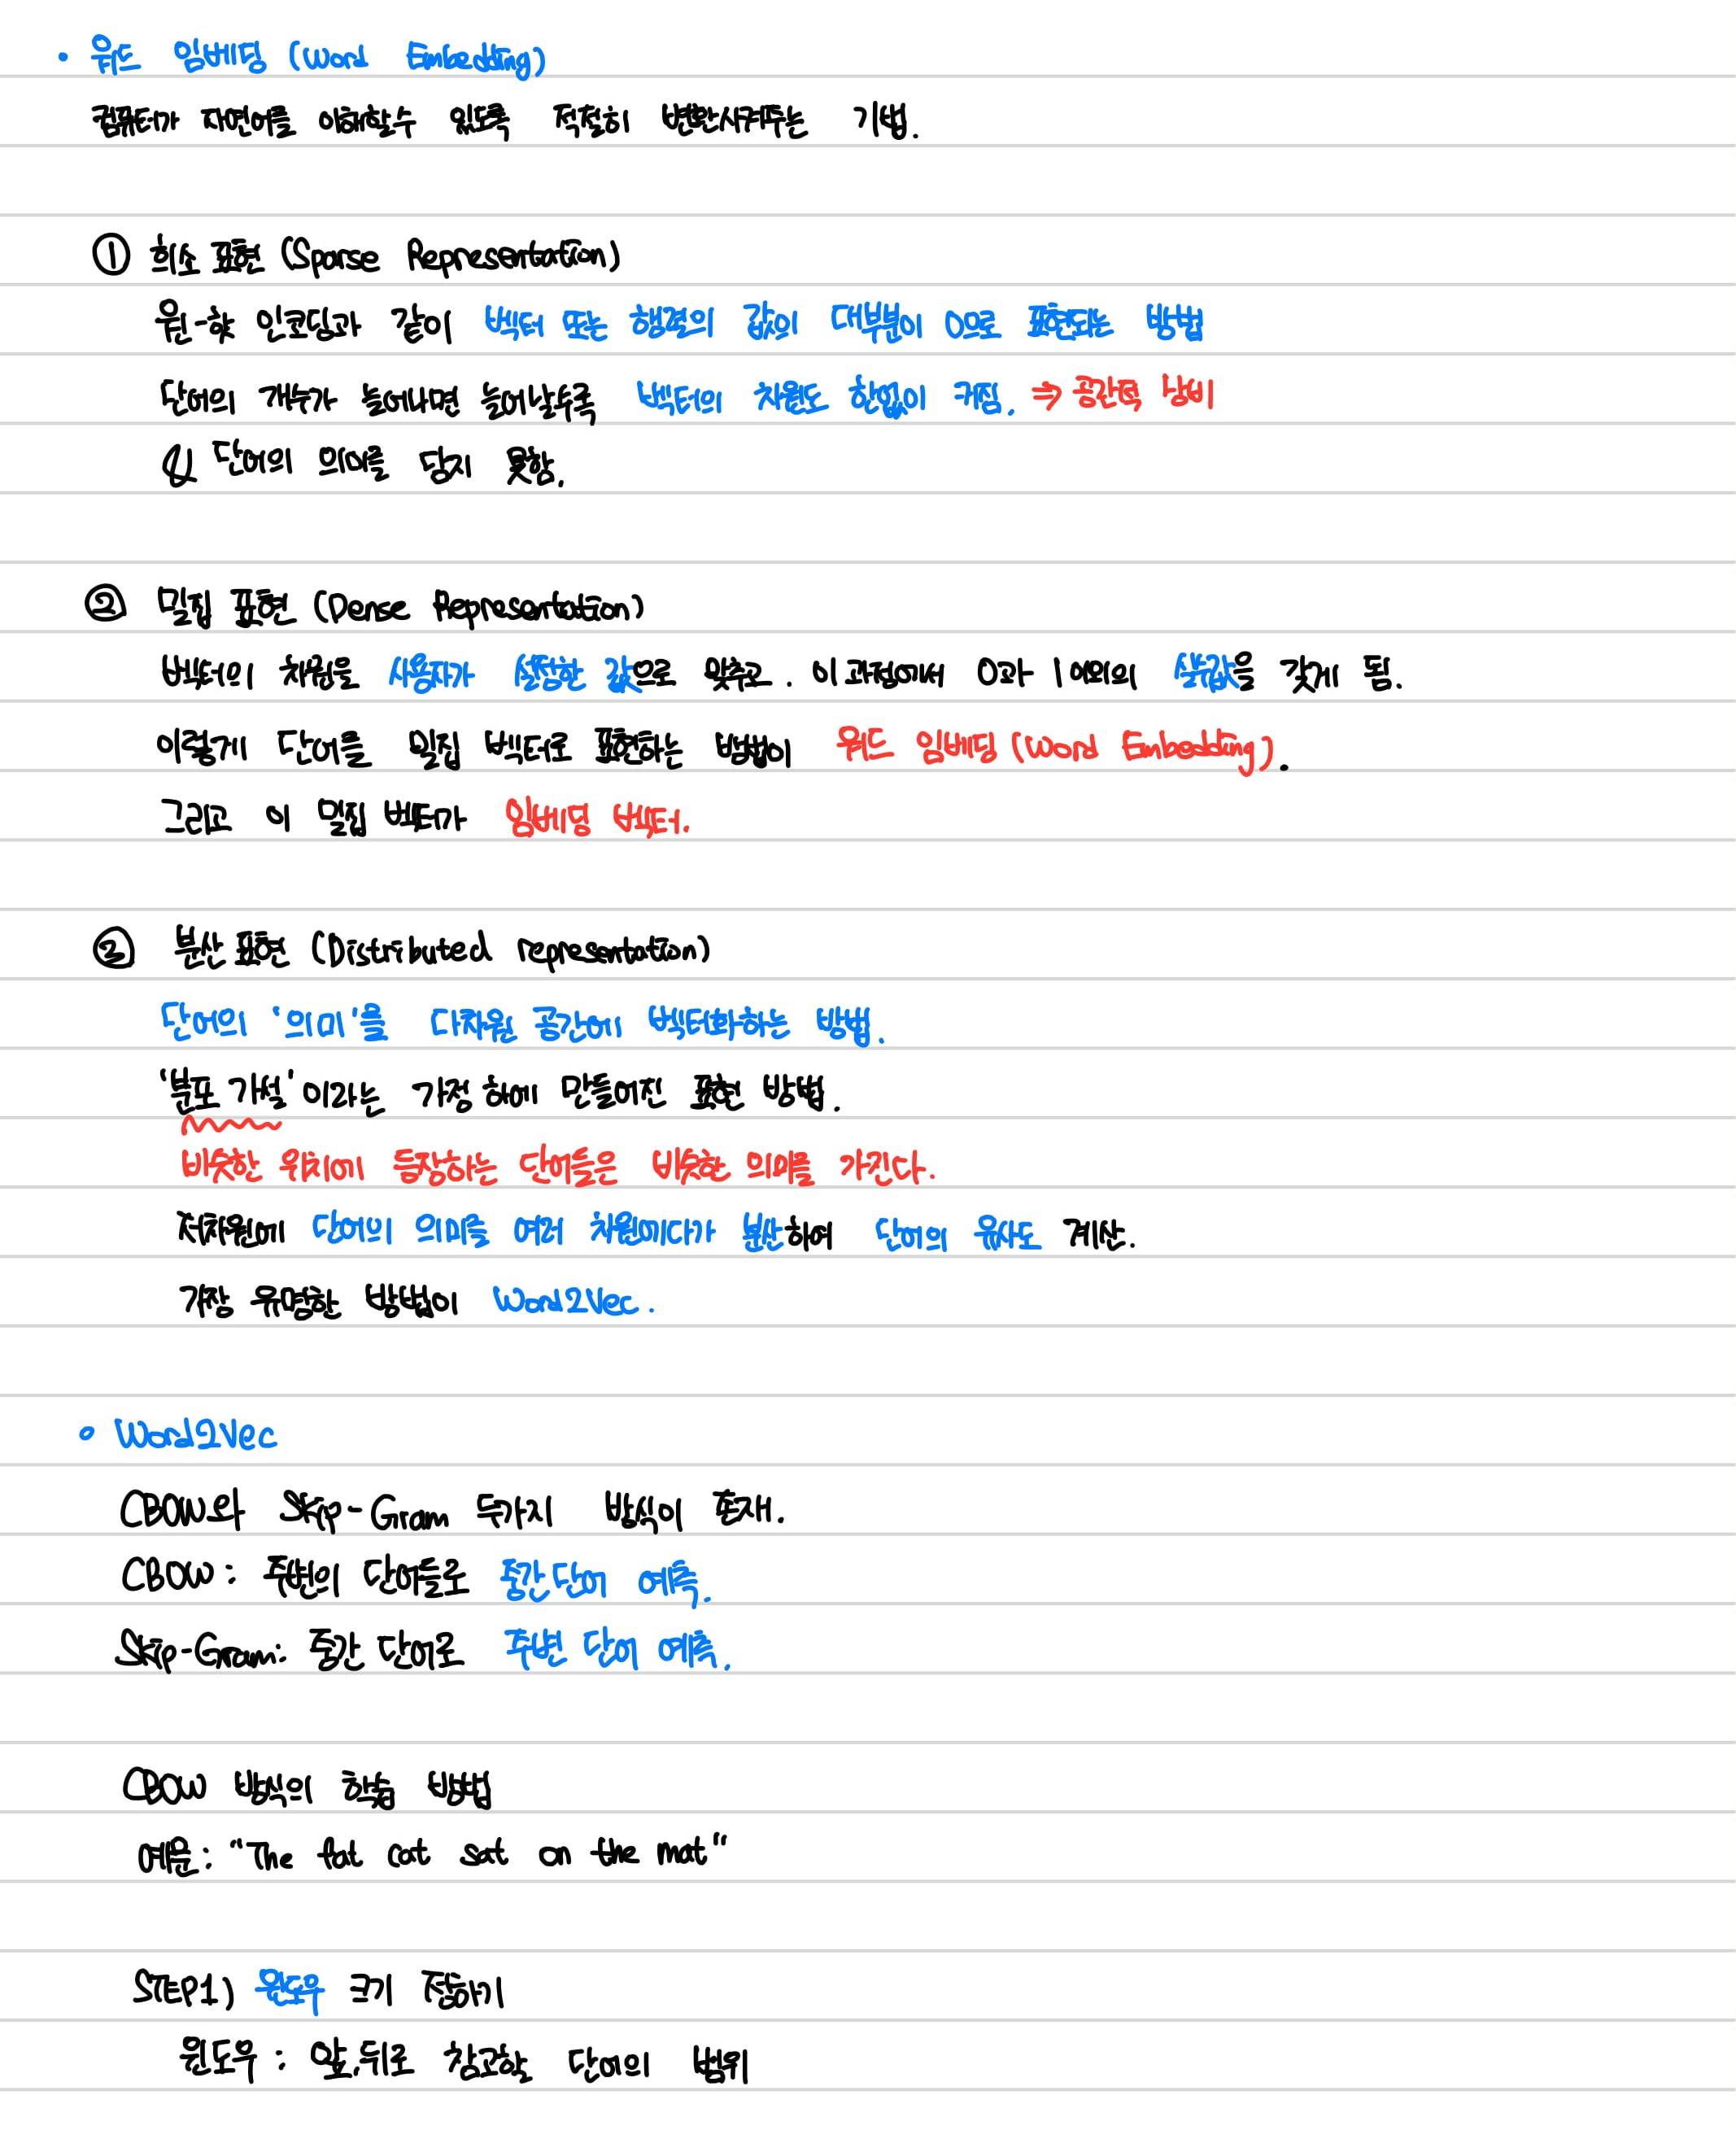 • 워드 임베딩 (Word Embedding)
컴퓨터가 자연어를 이해할수 있도록 적절히 변환시켜주는 기법.
① 희소 표현 (Sparse Representation)
원-핫 인코딩과 같이 벡터 또는 행렬의 값의 대부분이 0으로 표현되는 방법
단어의 개수가 늘어나면 늘어날수록 벡터의 차원도 한없이 커짐. ⇒ 공간적 낭비
& 단어의 의미를 담지 못함.
② 밀집 표현 (Dense Representation)
벡터의 차원을 사용자가 설정한 값으로 맞추고. 이 과정에서 0과 1 이외의 실수값을 갖게 됨.
이렇게 단어를 밀집 벡터로 표현하는 방법이 워드 임베딩 (Word Embedding).
그리고 이 밀집 벡터가 임베딩 벡터.
③ 분산 표현 (Distributed representation)
단어의 '의미'를 다차원 공간에 벡터화하는 방법.
'분포 가설'이라는 가정 하에 만들어진 표현 방법.
비슷한 위치에 등장하는 단어들은 비슷한 의미를 가진다.
저차원에 단어의 의미를 여러 차원에다가 분산하여 단어의 유사도 계산.
가장 유명한 방법이 Word2Vec.
• Word2Vec
CBOW와 Skip-Gram 두가지 방식이 존재.
CBOW: 주변의 단어들로 중간 단어 예측.
Skip-Gram: 중간 단어로 주변 단어 예측.
CBOW 방식의 학습 방법
예문: "The fat cat sat on the mat"
STEP1) 윈도우 크기 정하기
윈도우 : 앞,뒤로 참고할 단어의 범위